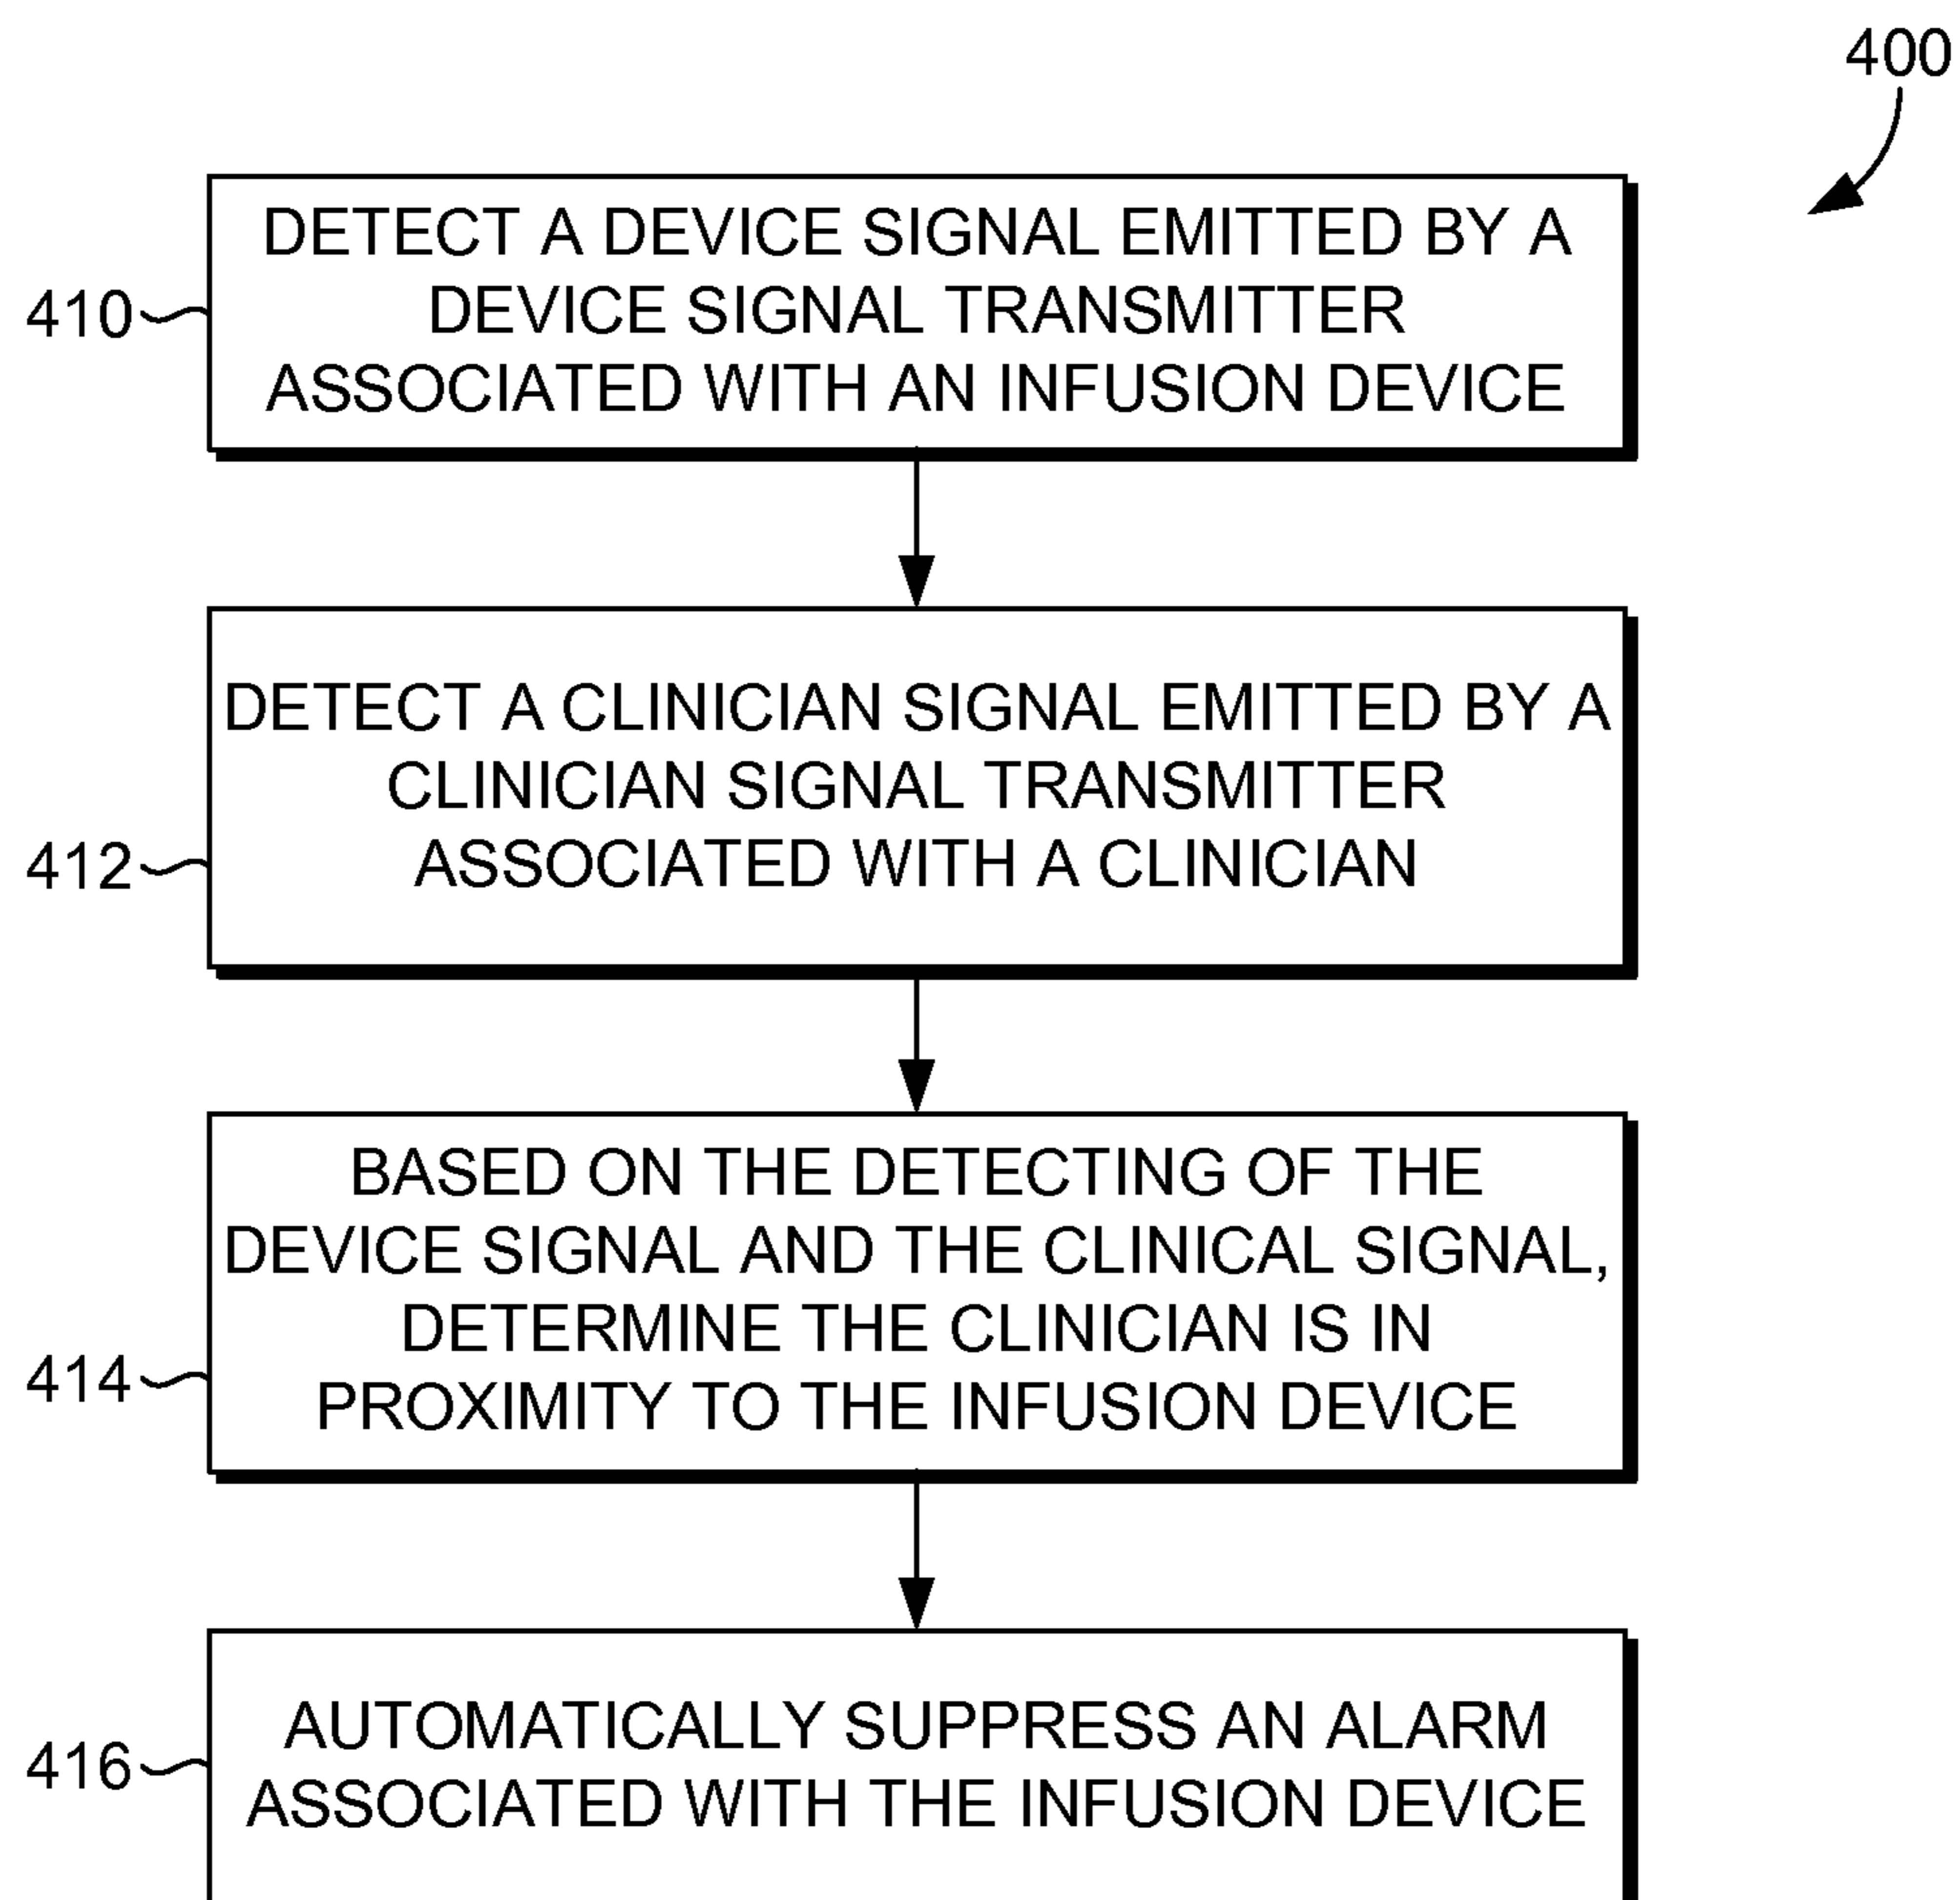 400
DETECT A DEVICE SIGNAL EMITTED BY A
DEVICE SIGNAL TRANSMITTER
ASSOCIATED WITH AN INFUSION DEVICE
410
DETECT A CLINICIAN SIGNAL EMITTED BY A
CLINICIAN SIGNAL TRANSMITTER
ASSOCIATED WITH A CLINICIAN
412
BASED ON THE DETECTING OF THE
DEVICE SIGNAL AND THE CLINICAL SIGNAL,
DETERMINE THE CLINICIAN IS IN
PROXIMITY TO THE INFUSION DEVICE
414
AUTOMATICALLY SUPPRESS AN ALARM
ASSOCIATED WITH THE INFUSION DEVICE
416